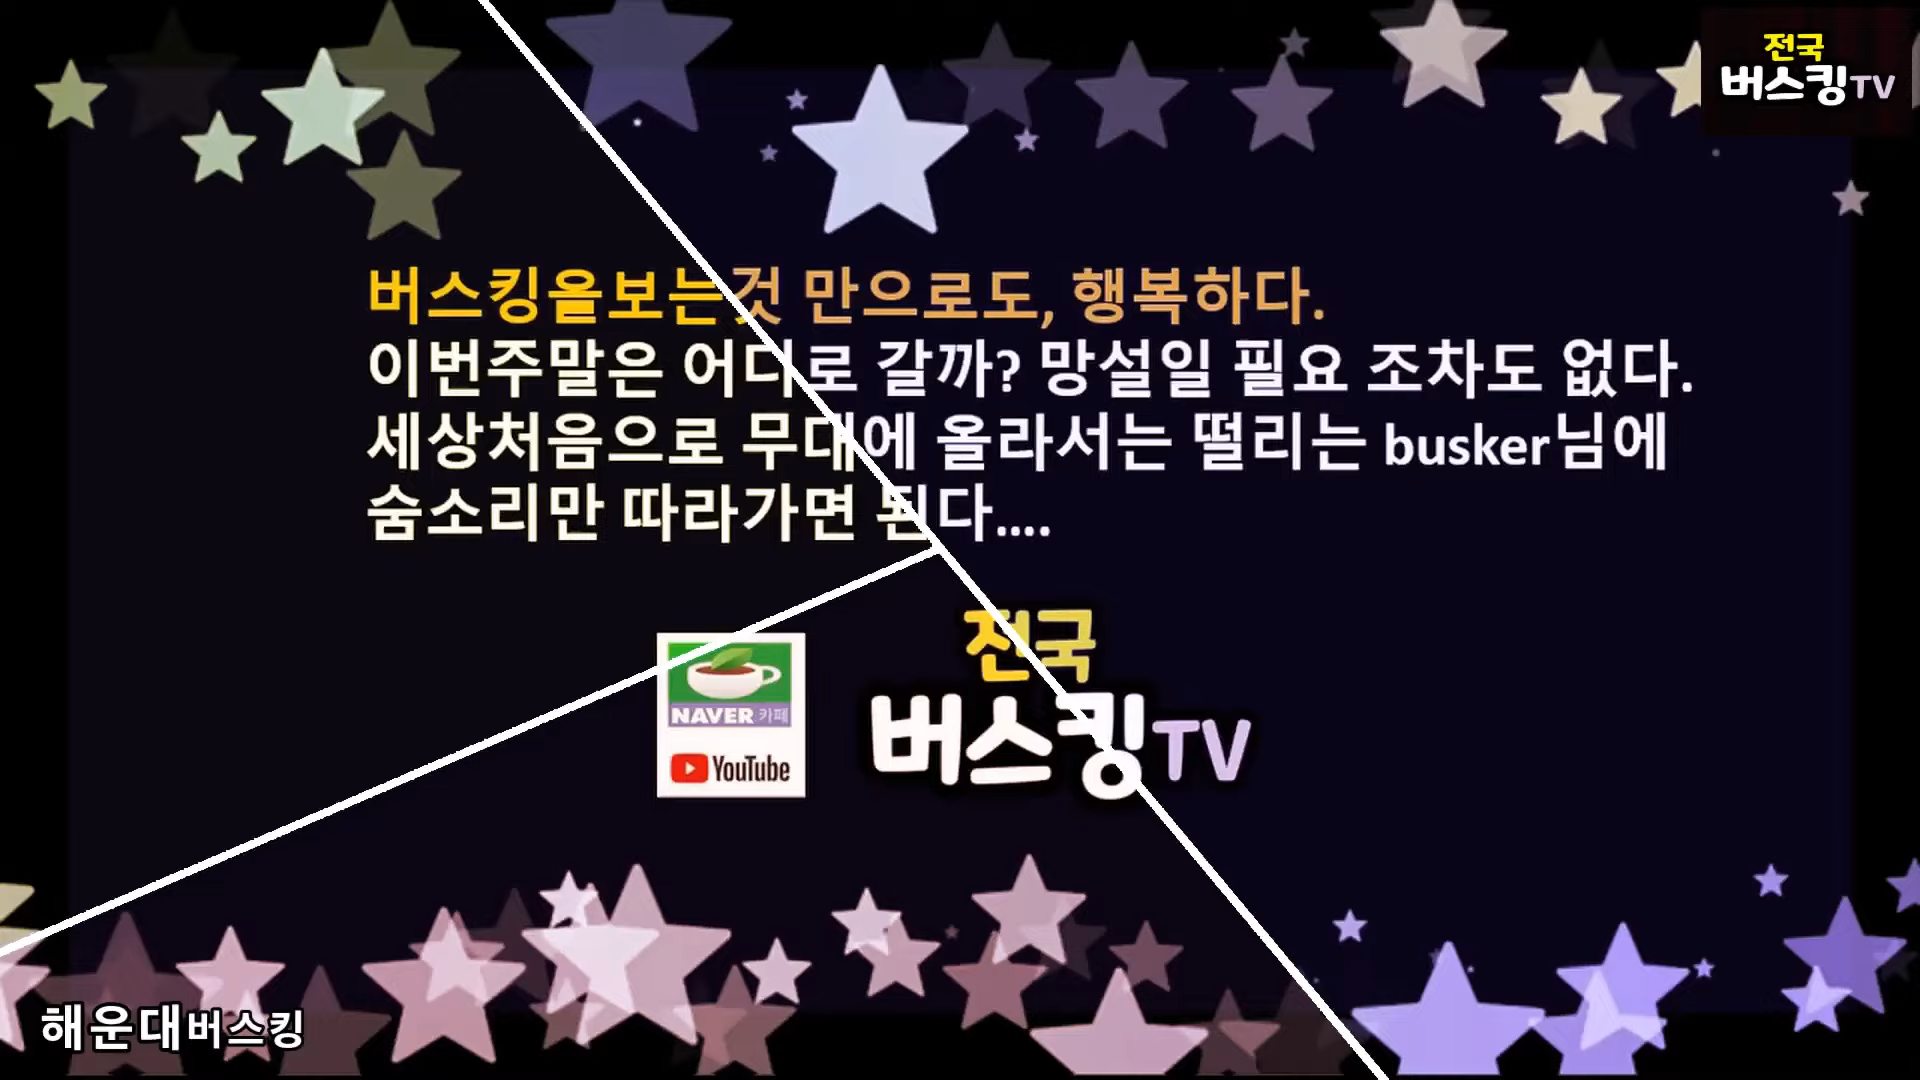 전국
버스킹TV
버스킹을보는것 만으로도, 행복하다.
이번주말은 어디로 갈까? 망설일 필요 조차도 없다.
세상처음으로 무대에 올라서는 떨리는 busker님에
숨소리만 따라가면 된다....
전국
버스킹TV
NAVER 카페
YouTube
해운대버스킹